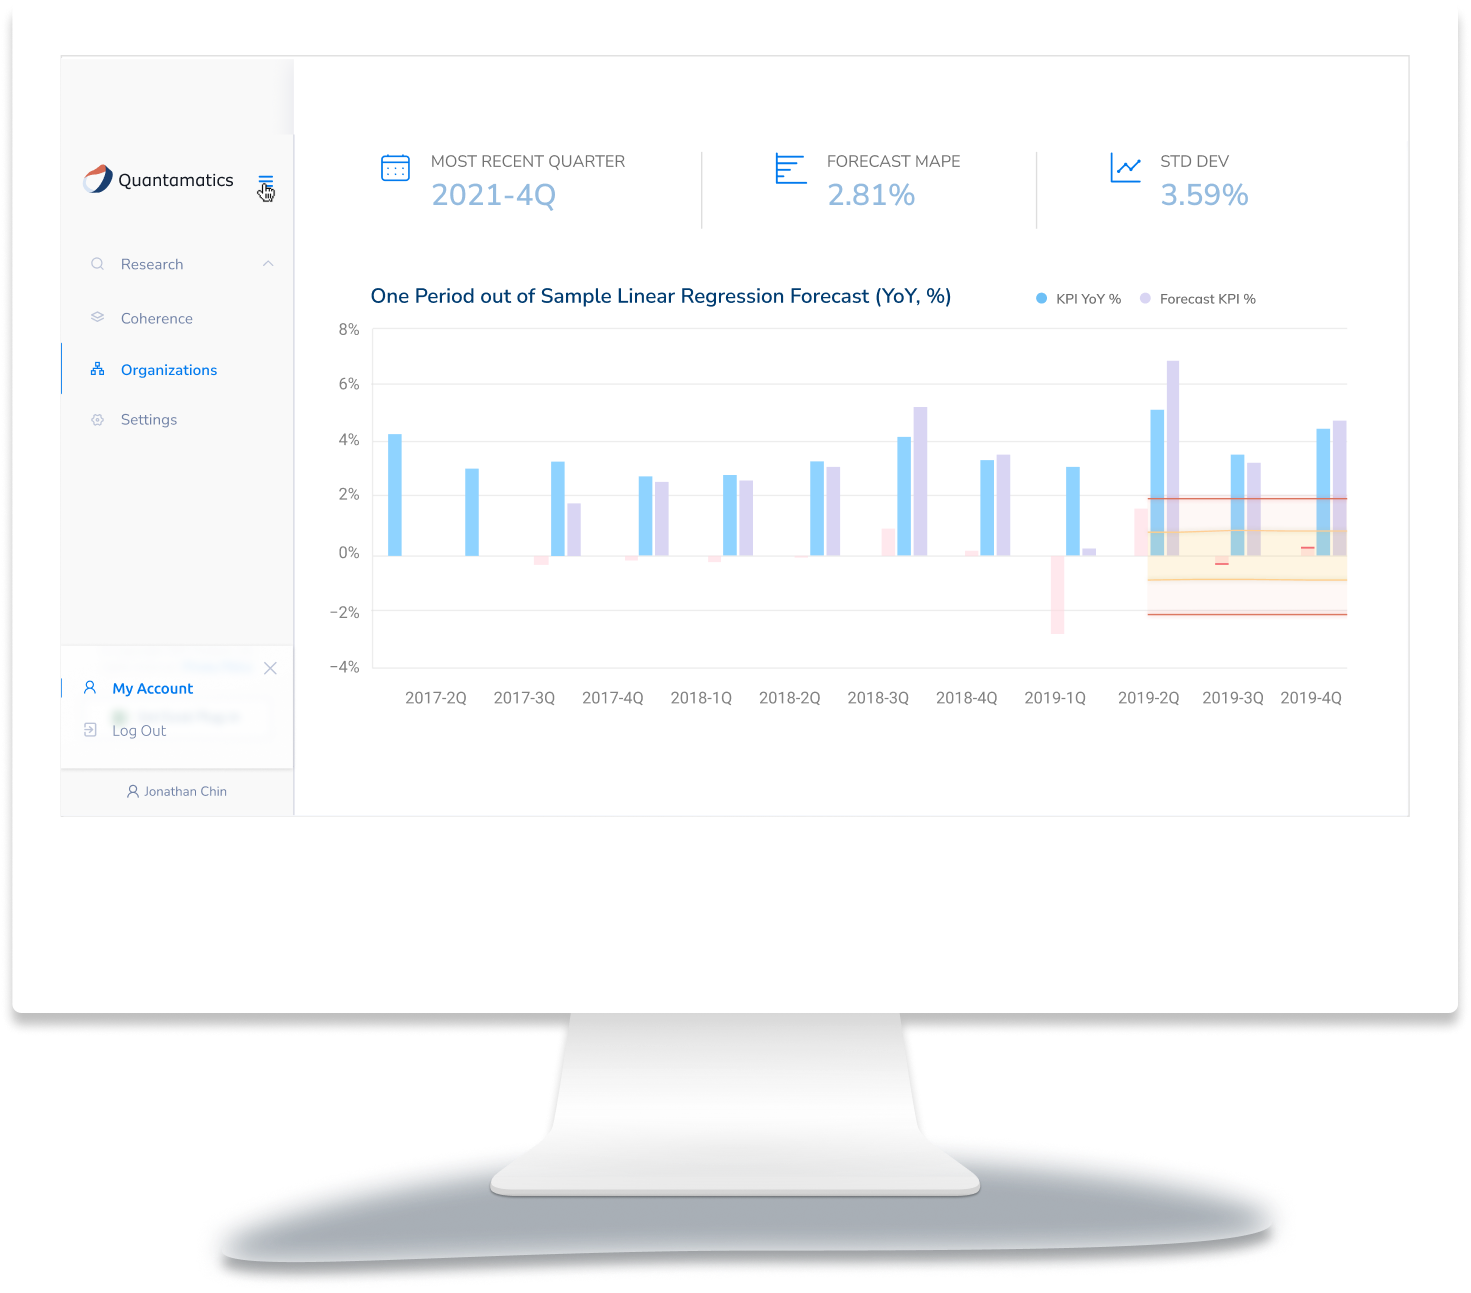 Quantamatics
Research
Coherence
Organizations
Settings
My Account
Log Out
Jonathan Chin
MOST RECENT QUARTER
2021-4Q
FORECAST MAPE
2.81%
STD DEV
3.59%
One Period out of Sample Linear Regression Forecast (YoY, %)
KPI YoY %
Forecast KPI %
8%
6%
4%
2%
0%
−2%
−4%
2017-2Q 2017-3Q 2017-4Q 2018-1Q 2018-2Q 2018-3Q 2018-4Q 2019-1Q 2019-2Q 2019-3Q 2019-4Q